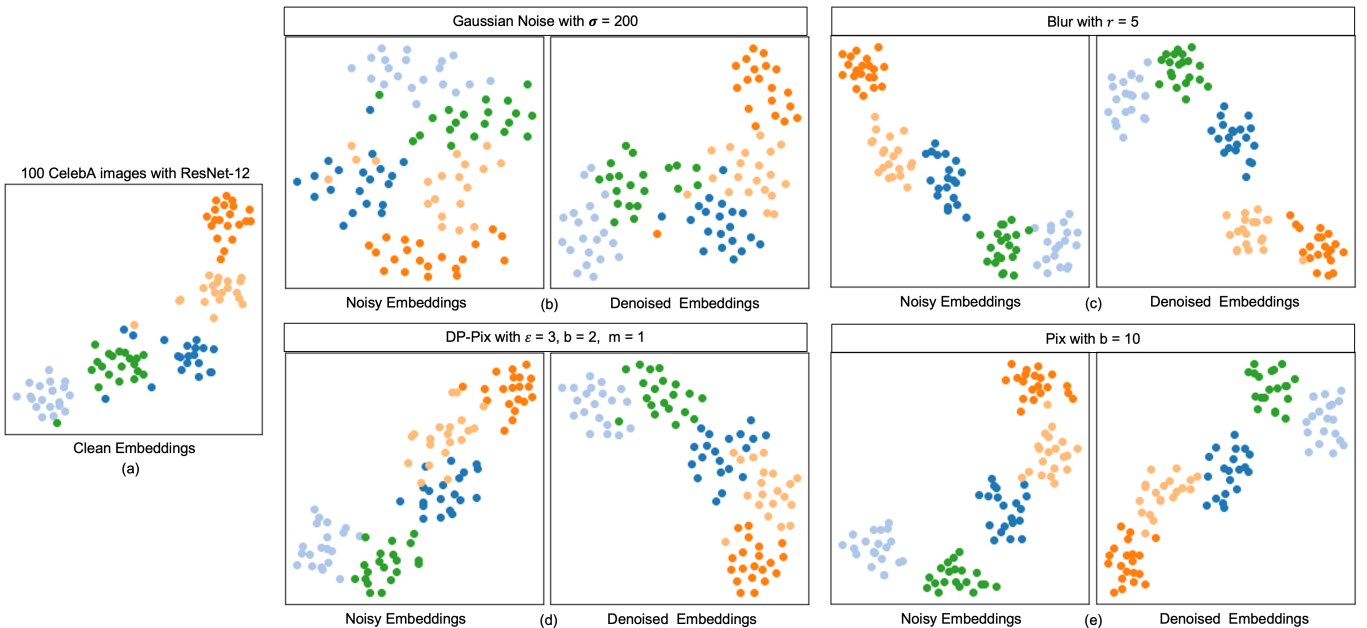 100 CelebA images with ResNet-12
Clean Embeddings
(a)
Gaussian Noise with σ = 200
Noisy Embeddings
(b)
Denoised Embeddings
Blur with r = 5
Noisy Embeddings
(c)
Denoised Embeddings
DP-Pix with ε = 3, b = 2, m = 1
Noisy Embeddings
(d)
Denoised Embeddings
Pix with b = 10
Noisy Embeddings
(e)
Denoised Embeddings